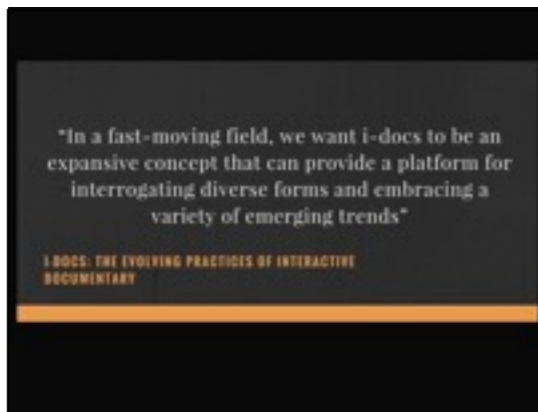 "In a fast-moving field, we want i-docs to be an
expansive concept that can provide a platform for
interrogating diverse forms and embracing a
variety of emerging trends"
I-DOCS: THE EVOLVING PRACTICES OF INTERACTIVE
DOCUMENTARY